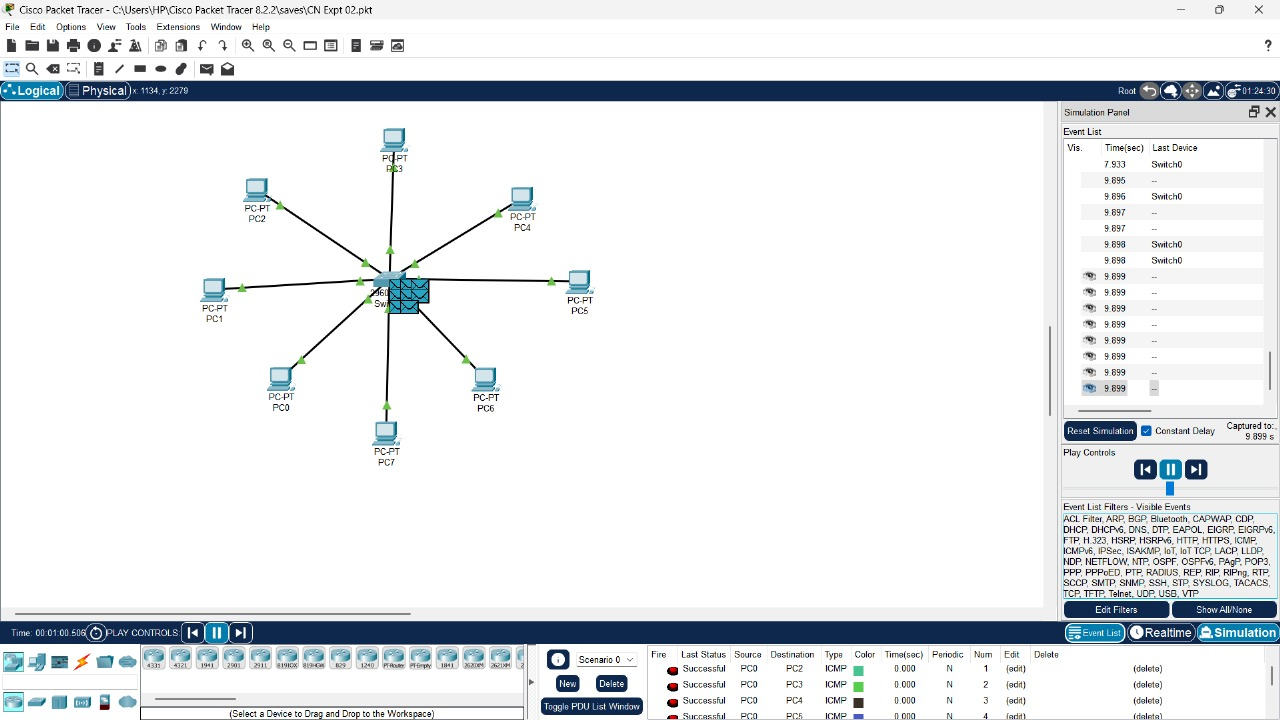 Cisco Packet Tracer - C:\Users\HP\Cisco Packet Tracer 8.2.2\saves\CN Expt 02.pkt
File Edit Options View Tools Extensions Window Help
Logical Physical x: 1134, y: 2279 Root 01:24:30
Simulation Panel
Event List
Vis. Time(sec) Last Device
7.933 Switch0
9.895 --
9.896 Switch0
9.897 --
9.897 --
9.898 Switch0
9.898 Switch0
9.899 --
9.899 --
9.899 --
9.899 --
9.899 --
9.899 --
9.899 --
9.899 --
Reset Simulation Constant Delay Captured to:
9.899 s
Play Controls
Event List Filters - Visible Events
ACL Filter, ARP, BGP, Bluetooth, CAPWAP, CDP,
DHCP, DHCPv6, DNS, DTP, EAPOL, EIGRP, EIGRPv6,
FTP, H.323, HSRP, HSRPv6, HTTP, HTTPS, ICMP,
ICMPv6, IPSec, ISAKMP, IoT, IoT TCP, LACP, LLDP,
NDP, NETFLOW, NTP, OSPF, OSPFv6, PAgP, POP3,
PPP, PPPoED, PTP, RADIUS, REP, RIP, RIPng, RTP,
SCCP, SMTP, SNMP, SSH, STP, SYSLOG, TACACS,
TCP, TFTP, Telnet, UDP, USB, VTP
Edit Filters Show All/None
PC-PT
PC3
PC-PT
PC2
PC-PT
PC4
PC-PT
PC1
PC-PT
PC5
PC-PT
PC0
PC-PT
PC6
PC-PT
PC7
Time: 00:01:00.506 PLAY CONTROLS: Event List Realtime Simulation
4331 4321 1941 2901 2911 819HGW 829 1240 PT-Router PT-Empty 1841 2620XM 2621XM
(Select a Device to Drag and Drop to the Workspace)
Scenario 0
New Delete
Toggle PDU List Window
Fire Last Status Source Destination Type Color Time(sec) Periodic Num Edit Delete
Successful PC0 PC2 ICMP 0.000 N 1 (edit) (delete)
Successful PC0 PC3 ICMP 0.000 N 2 (edit) (delete)
Successful PC0 PC4 ICMP 0.000 N 3 (edit) (delete)
Successful PC0 PC5 ICMP 0.000 N 4 (edit) (delete)